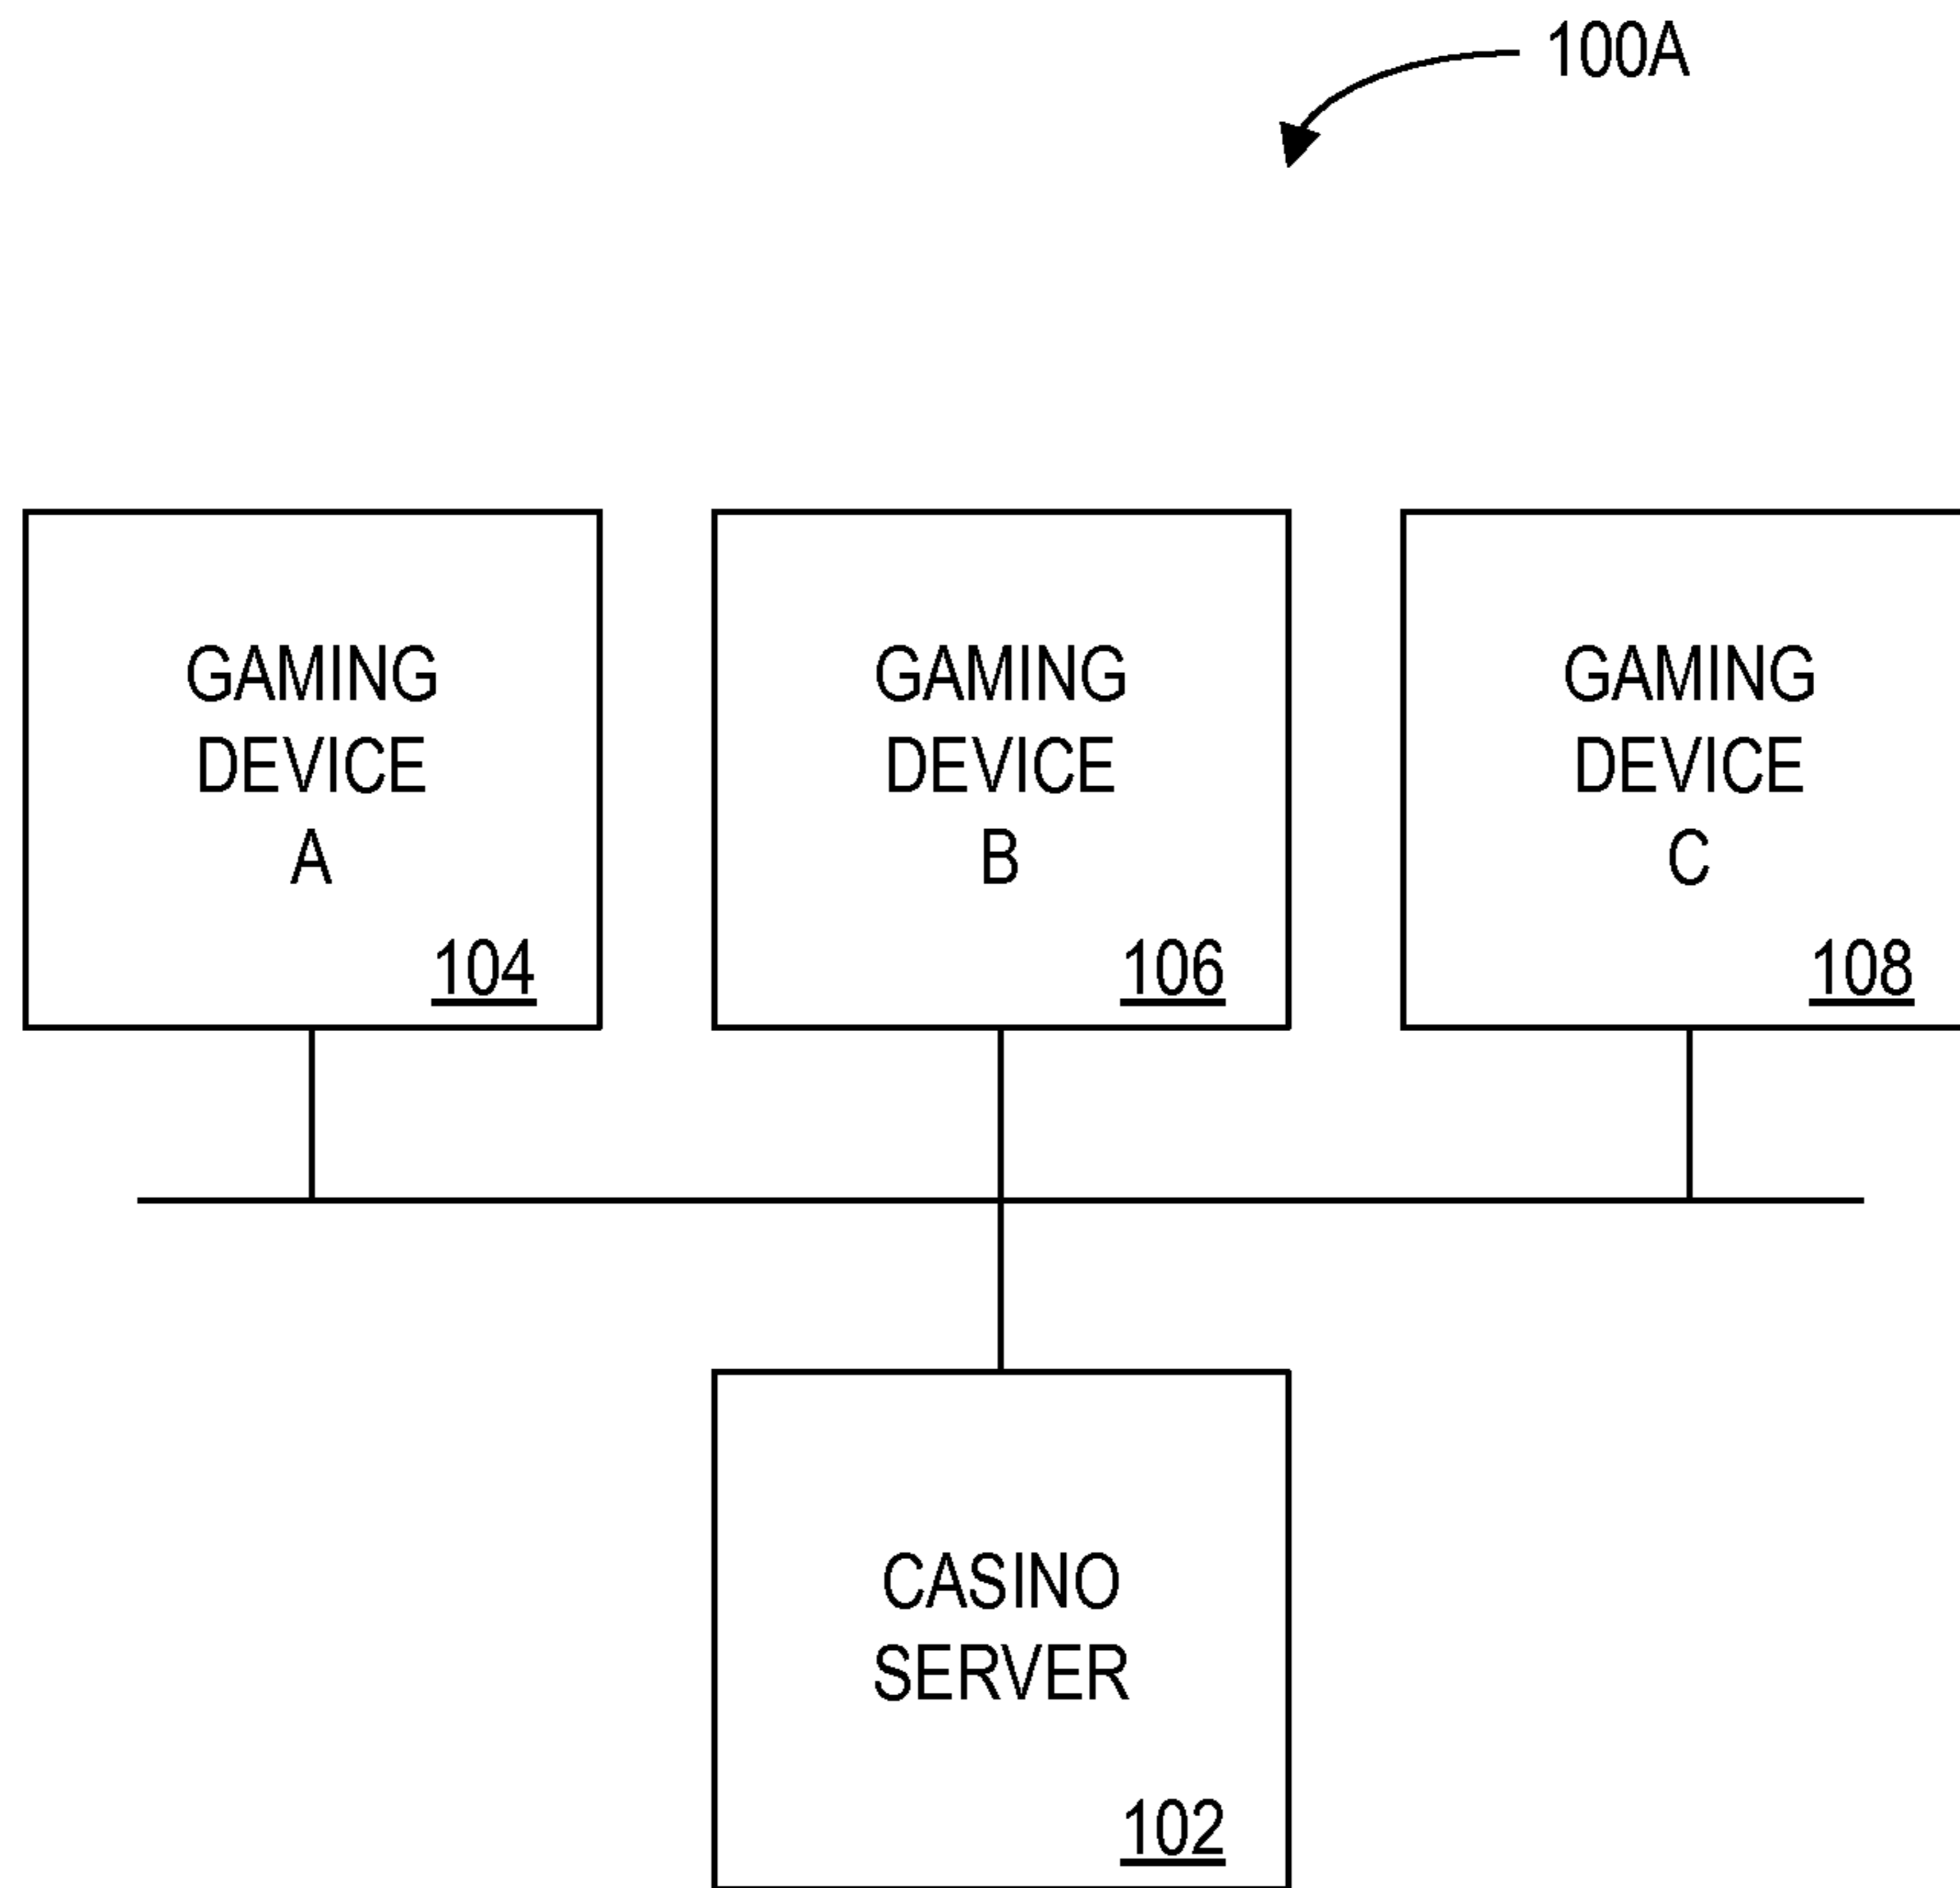 100A
GAMING
DEVICE
A
104
GAMING
DEVICE
B
106
GAMING
DEVICE
C
108
CASINO
SERVER
102